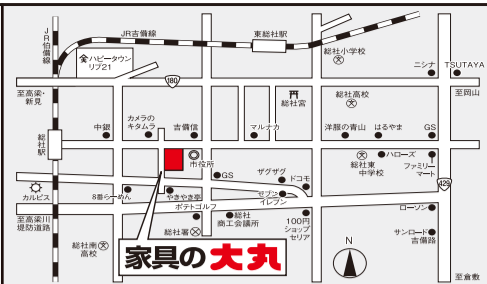 JR伯備線
JR吉備線
東総社駅
ハピータウン
リブ21
180
総社小学校
ニシナ
TSUTAYA
至高梁・
新見
総社宮
総社高校
至岡山
総社駅
中銀
カメラの
キタムラ
吉備信
マルナカ
洋服の青山
はるやま
GS
市役所
GS
ザグザグ
ドコモ
総社東
中学校
ハローズ
ファミリー
マート
カルピス
8番らーめん
やきやき亭
セブン
イレブン
429
至高梁川
堤防道路
ポテトゴルフ
総社
商工会議所
100円
ショップ
セリア
ローソン
総社南
高校
総社署
サンロード
吉備路
家具の大丸
N
至倉敷